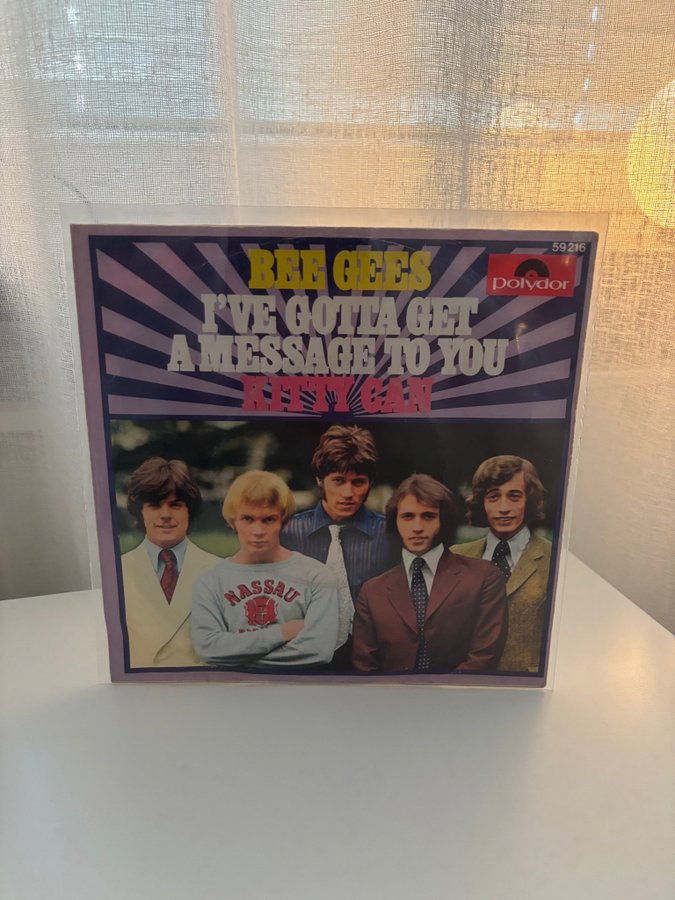 59216
BEE GEES
polydor
I'VE GOTTA GET
A MESSAGE TO YOU
KITTY CAN
NASSAU